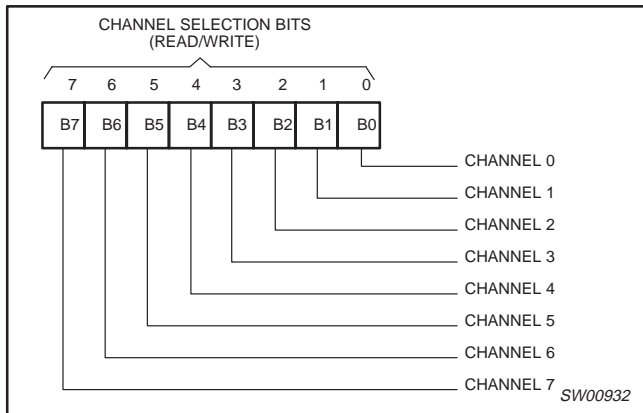 CHANNEL SELECTION BITS
(READ/WRITE)
7 6 5 4 3 2 1 0
B7 B6 B5 B4 B3 B2 B1 B0
CHANNEL 0
CHANNEL 1
CHANNEL 2
CHANNEL 3
CHANNEL 4
CHANNEL 5
CHANNEL 6
CHANNEL 7
SW00932